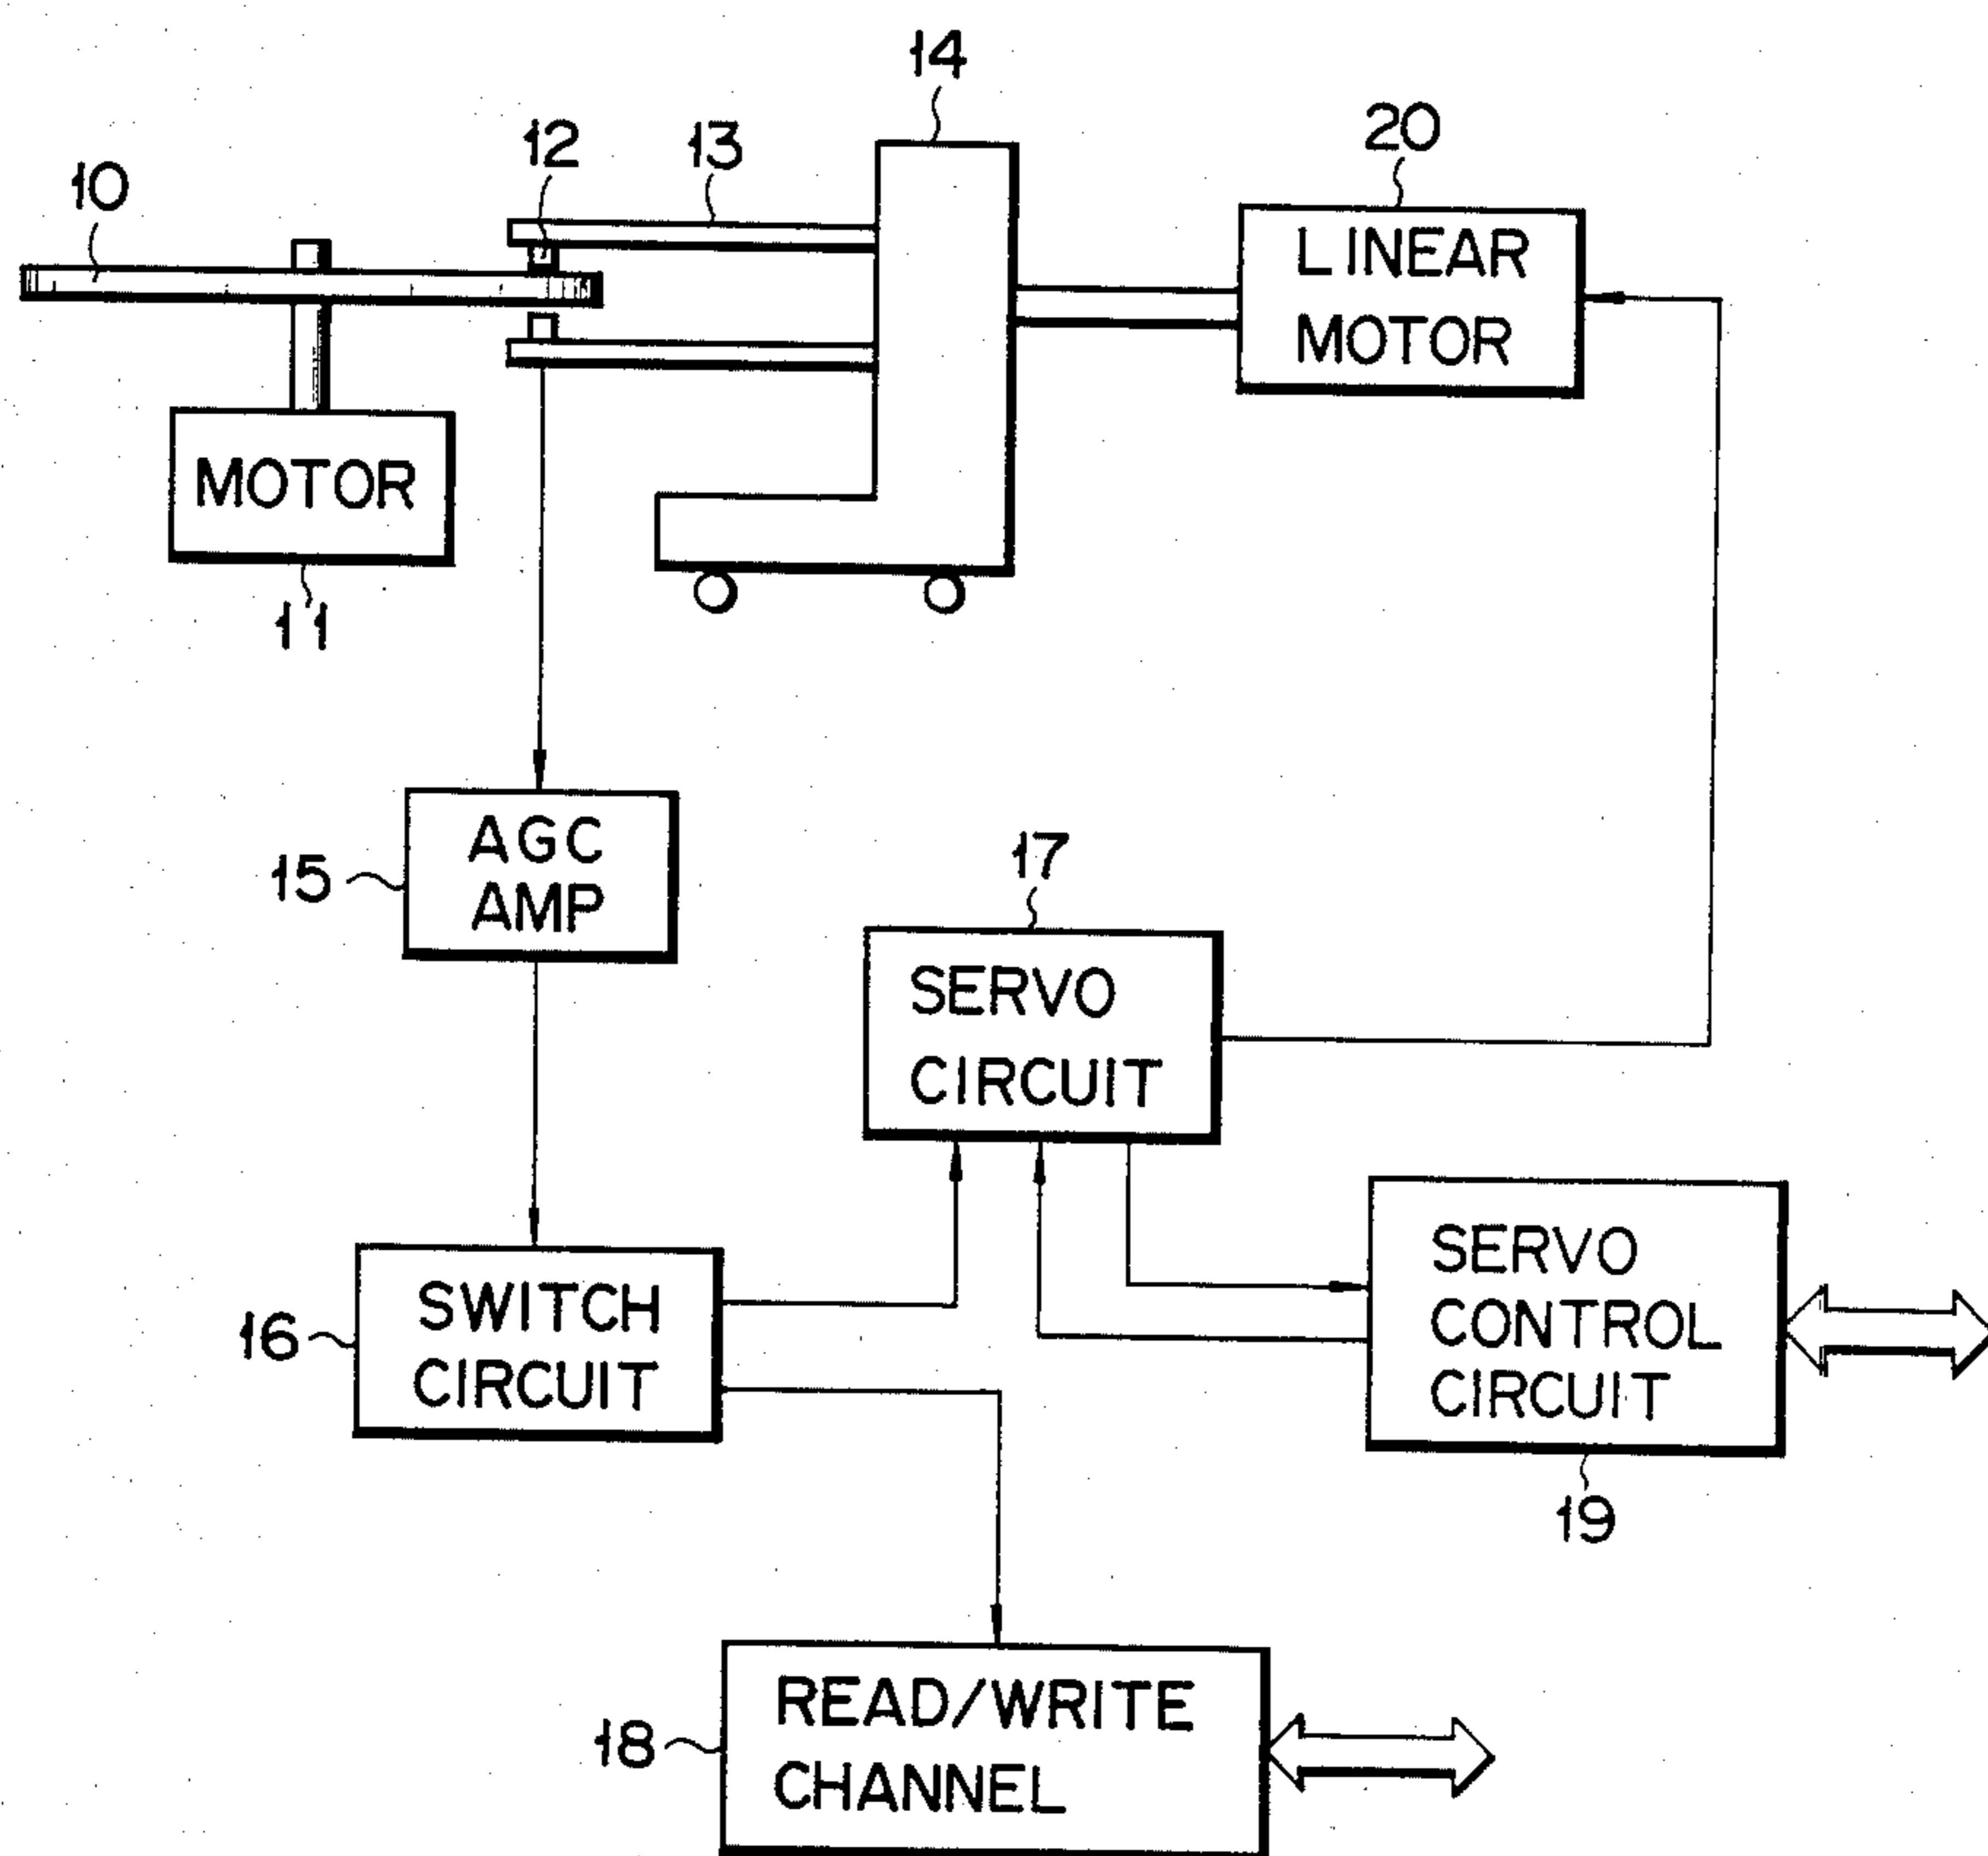 14
20
12
13
10
LINEAR
MOTOR
MOTOR
11
AGC
AMP
15
17
SERVO
CIRCUIT
SERVO
CONTROL
CIRCUIT
SWITCH
CIRCUIT
16
19
READ/WRITE
CHANNEL
18